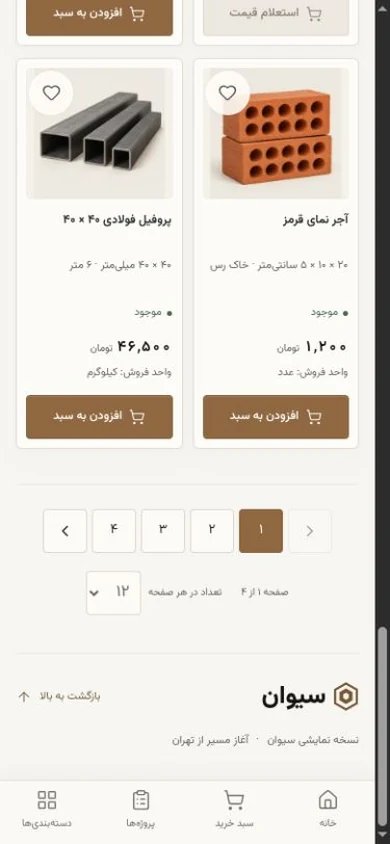 استعلام قیمت
افزودن به سبد
آجر نمای قرمز
۲۰ × ۱۰ × ۵ سانتی‌متر · خاک رس
موجود
۱٬۲۰۰ تومان
واحد فروش: عدد
افزودن به سبد
پروفیل فولادی ۴۰ × ۴۰
۴۰ × ۴۰ میلی‌متر · ۶ متر
موجود
۴۶٬۵۰۰ تومان
واحد فروش: کیلوگرم
افزودن به سبد
۱ ۲ ۳ ۴
صفحه ۱ از ۴ تعداد در هر صفحه ۱۲
سیوان
بازگشت به بالا
نسخه نمایشی سیوان · آغاز مسیر از تهران
خانه سبد خرید پروژه‌ها دسته‌بندی‌ها